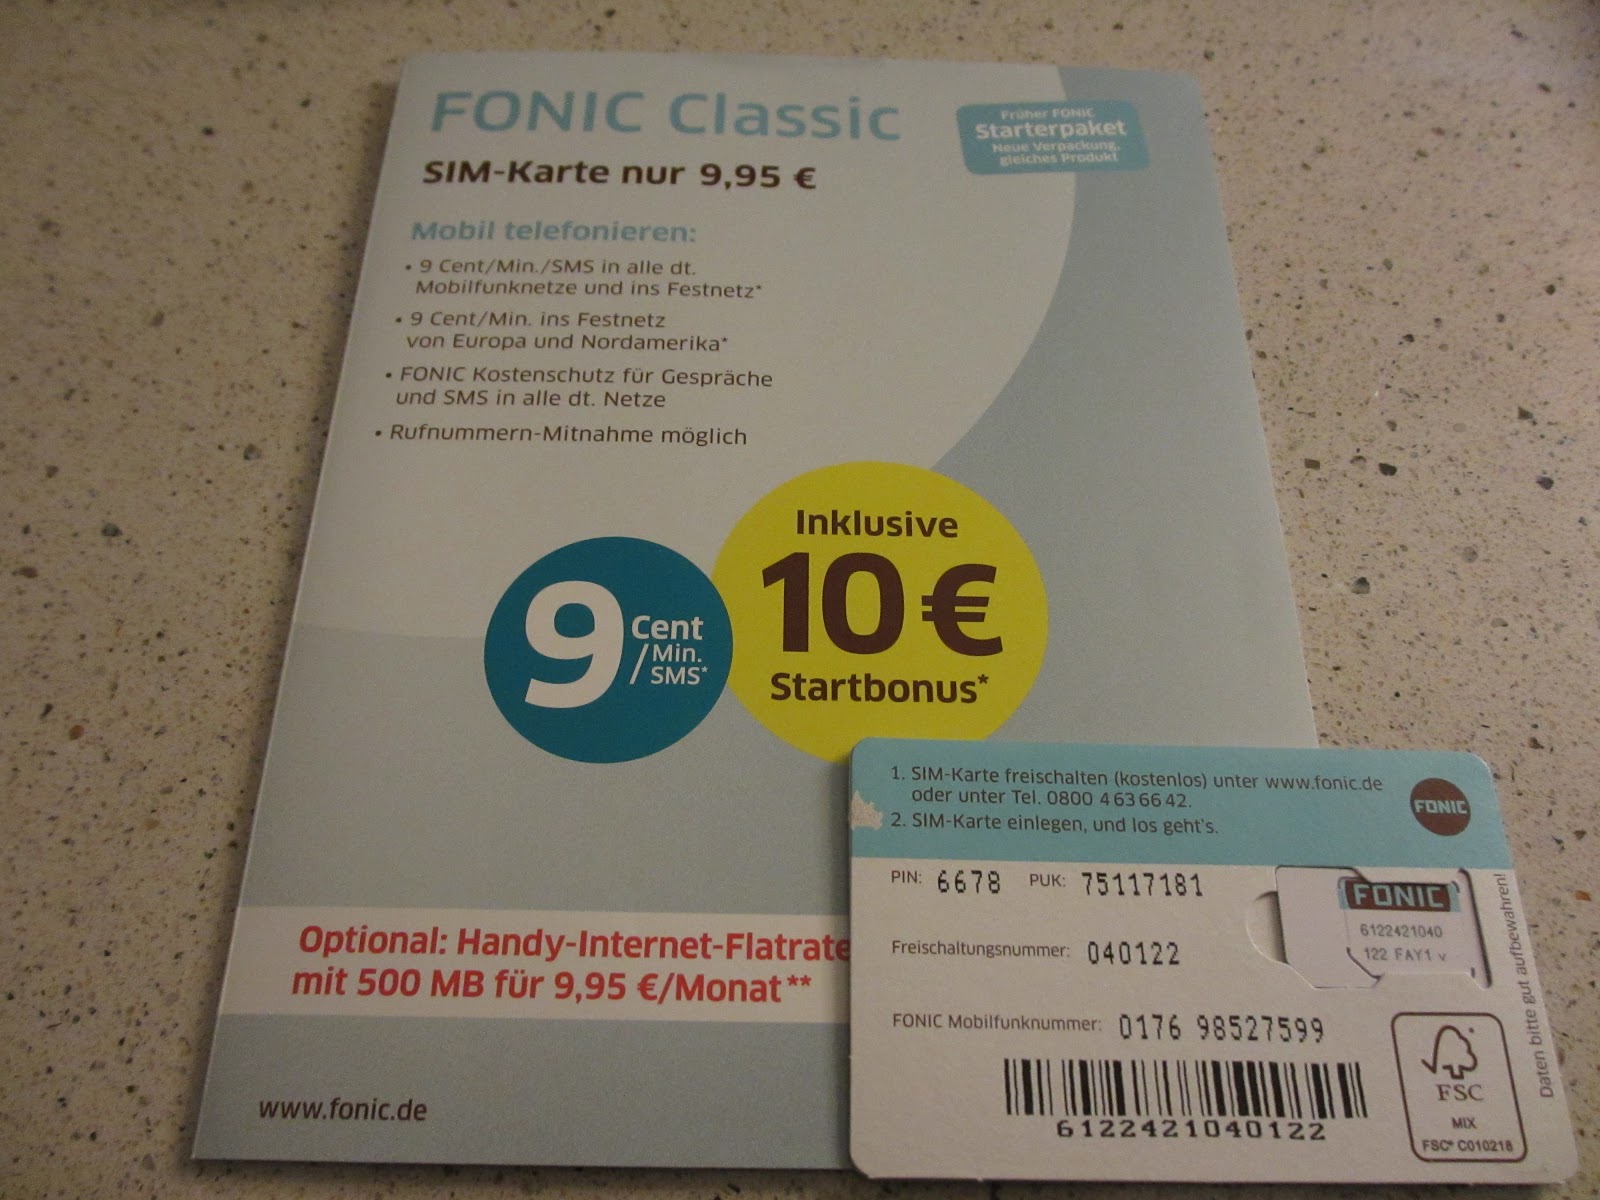 FONIC Classic
Früher FONIC
Starterpaket
Neue Verpackung,
gleiches Produkt
SIM-Karte nur 9,95 €
Mobil telefonieren:
• 9 Cent/Min./SMS in alle dt.
Mobilfunknetze und ins Festnetz*
• 9 Cent/Min. ins Festnetz
von Europa und Nordamerika*
• FONIC Kostenschutz für Gespräche
und SMS in alle dt. Netze
• Rufnummern-Mitnahme möglich
9 Cent
/Min.
SMS*
Inklusive
10 €
Startbonus*
Optional: Handy-Internet-Flatrate
mit 500 MB für 9,95 €/Monat**
www.fonic.de
1. SIM-Karte freischalten (kostenlos) unter www.fonic.de
oder unter Tel. 0800 4 63 66 42.
2. SIM-Karte einlegen, und los geht's.
FONIC
PIN: 6678 PUK: 75117181
FONIC
6122421040
122 FAY1 v
Freischaltungsnummer: 040122
FONIC Mobilfunknummer: 0176 98527599
6122421040122
FSC
MIX
FSC® C010218
Daten bitte gut aufbewahren!